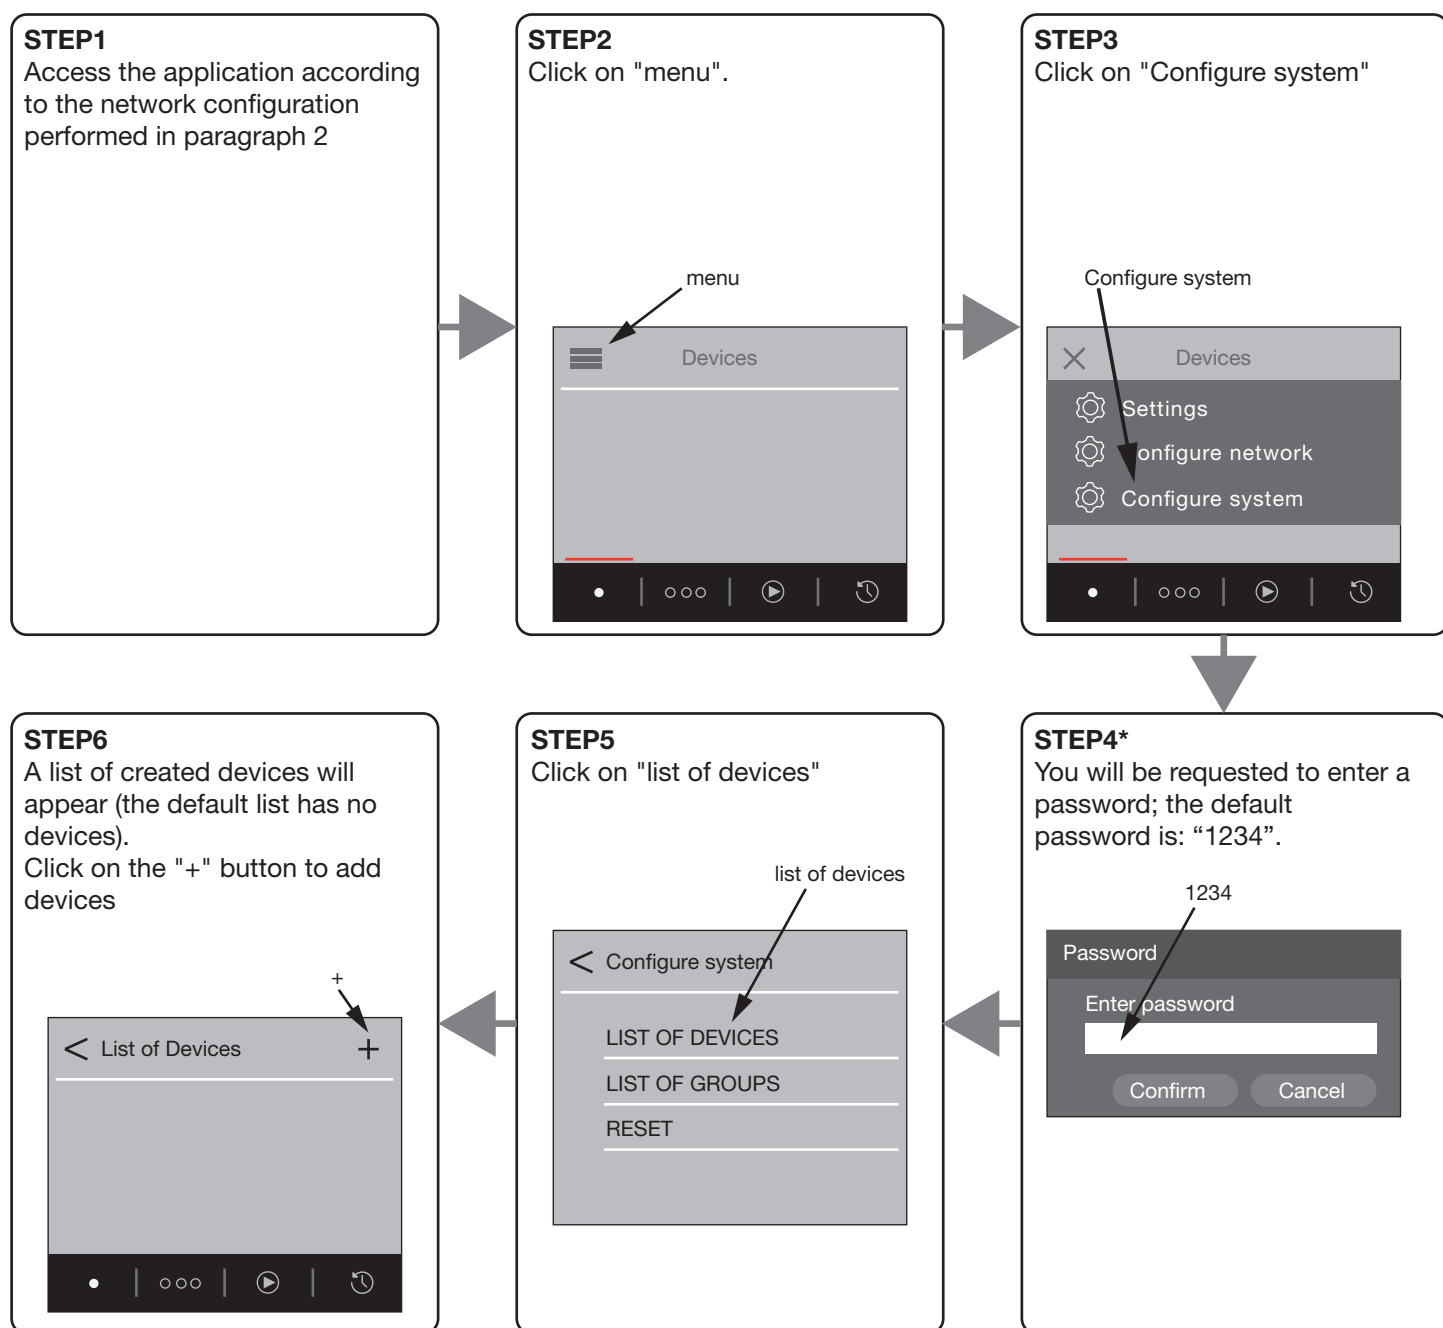 STEP1
Access the application according
to the network configuration
performed in paragraph 2
STEP2
Click on "menu".
menu
Devices
STEP3
Click on "Configure system"
Configure system
Devices
Settings
onfigure network
Configure system
STEP4*
You will be requested to enter a
password; the default
password is: “1234”.
1234
Password
Enter password
Confirm
Cancel
STEP5
Click on "list of devices"
list of devices
< Configure system
LIST OF DEVICES
LIST OF GROUPS
RESET
STEP6
A list of created devices will
appear (the default list has no
devices).
Click on the "+" button to add
devices
+
< List of Devices +